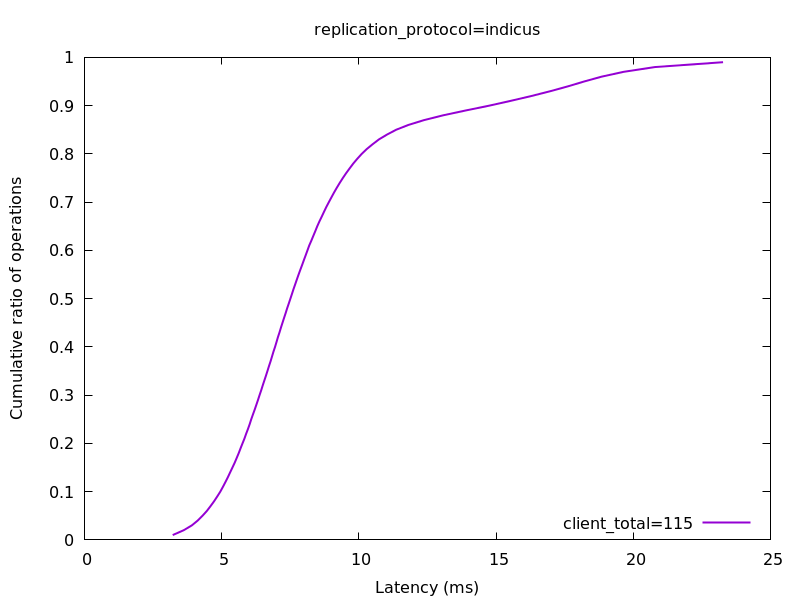 replication_protocol=indicus
1
0.9
0.8
0.7
0.6
0.5
0.4
0.3
0.2
0.1
0
Cumulative ratio of operations
client_total=115
0 5 10 15 20 25
Latency (ms)